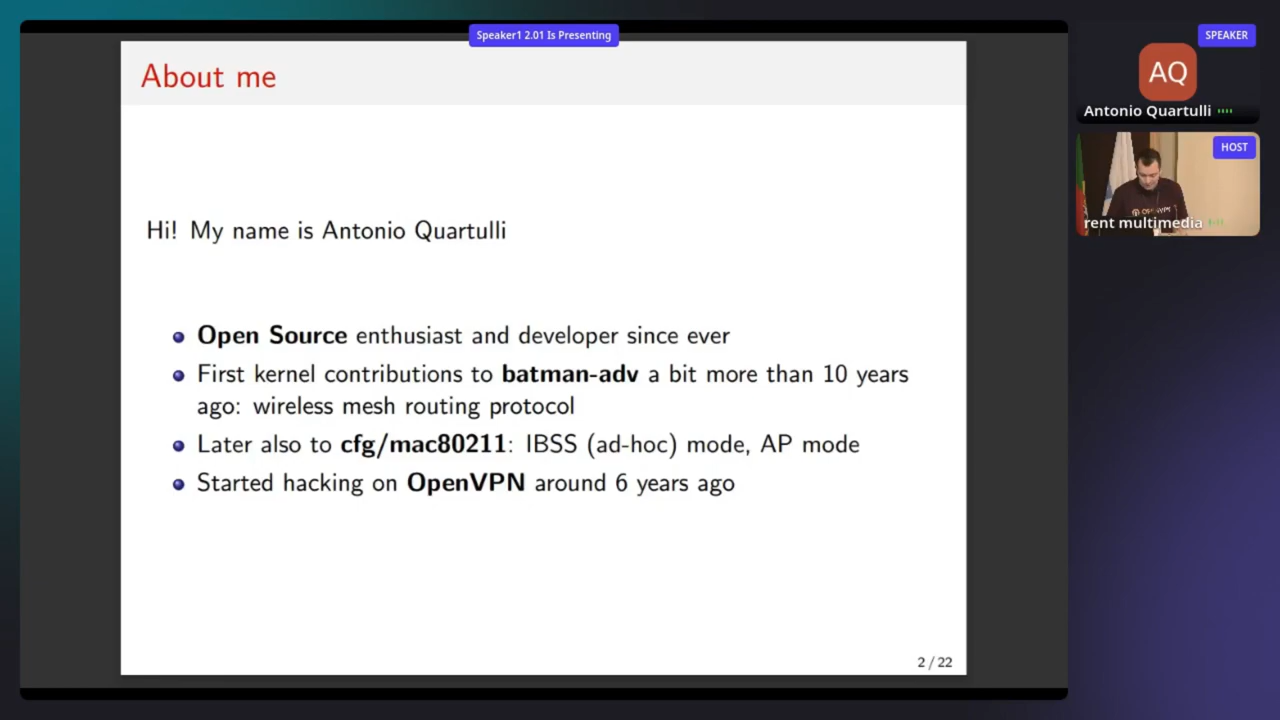 Speaker1 2.01 Is Presenting
About me
Hi! My name is Antonio Quartulli
Open Source enthusiast and developer since ever
First kernel contributions to batman-adv a bit more than 10 years
ago: wireless mesh routing protocol
Later also to cfg/mac80211: IBSS (ad-hoc) mode, AP mode
Started hacking on OpenVPN around 6 years ago
2 / 22
SPEAKER
AQ
Antonio Quartulli
HOST
OPENVPN
rent multimedia